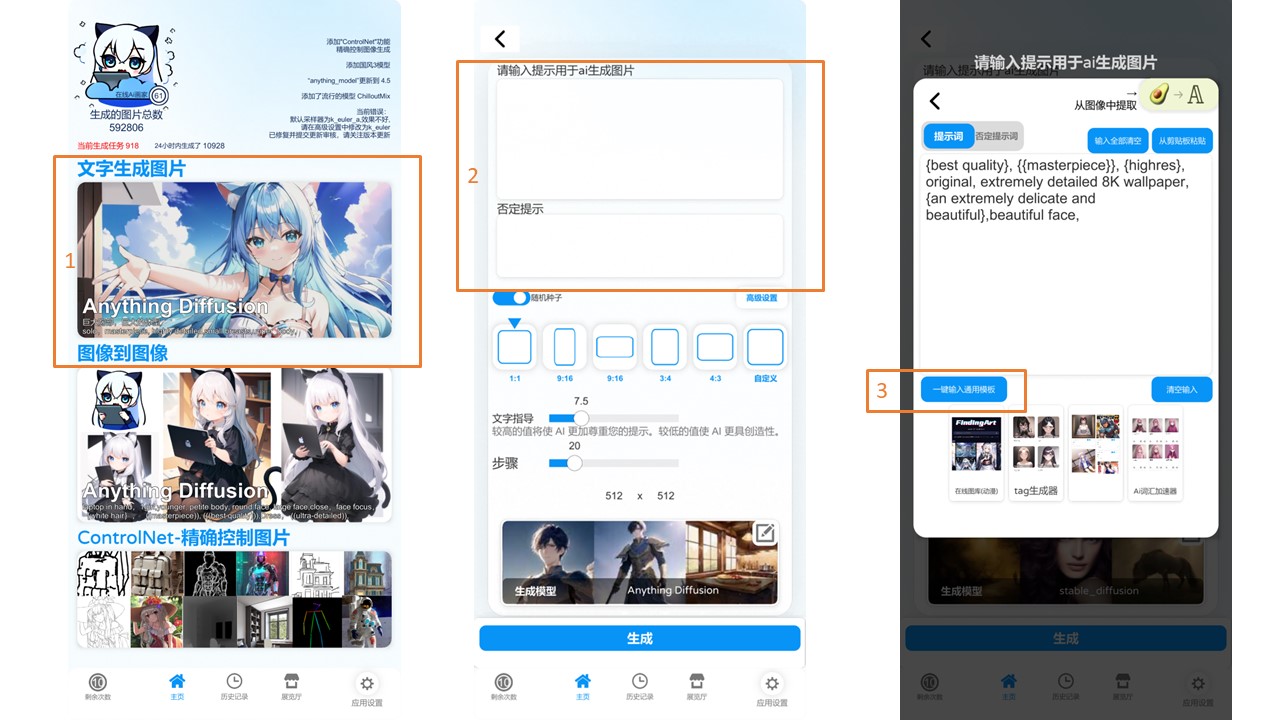 添加"ControlNet"功能
精确控制图像生成
添加国风3模型
"anything_model"更新到 4.5
添加了流行的模型 ChilloutMix
当前错误：
默认采样器为k_euler_a,效果不好,
请在高级设置中修改为k_euler
已修复并提交更新审核，请关注版本更新
在线Ai画家
61
生成的图片总数
592806
当前生成任务 918
24小时内生成了 10928
文字生成图片
1
Anything Diffusion
图像到图像
Anything Diffusion
ControlNet-精确控制图片
剩余次数
主页
历史记录
展览厅
应用设置
2
请输入提示用于ai生成图片
否定提示
随机种子
高级设置
1:1
9:16
9:16
3:4
4:3
自定义
7.5
文字指导
较高的值将使 AI 更加尊重您的提示。较低的值使 AI 更具创造性。
20
步骤
512 x 512
生成模型
Anything Diffusion
生成
剩余次数
主页
历史记录
展览厅
应用设置
请输入提示用于ai生成图片
请输入提示用于ai生成图片
→
从图像中提取
→ A
提示词
否定提示词
输入全部清空
从剪贴板粘贴
{best quality}, {{masterpiece}}, {highres},
original, extremely detailed 8K wallpaper,
{an extremely delicate and
beautiful},beautiful face,
3
一键输入通用模板
清空输入
FindingArt
在线图库(动漫)
tag生成器
Ai词汇加速器
生成模型
stable_diffusion
生成
剩余次数
主页
历史记录
展览厅
应用设置